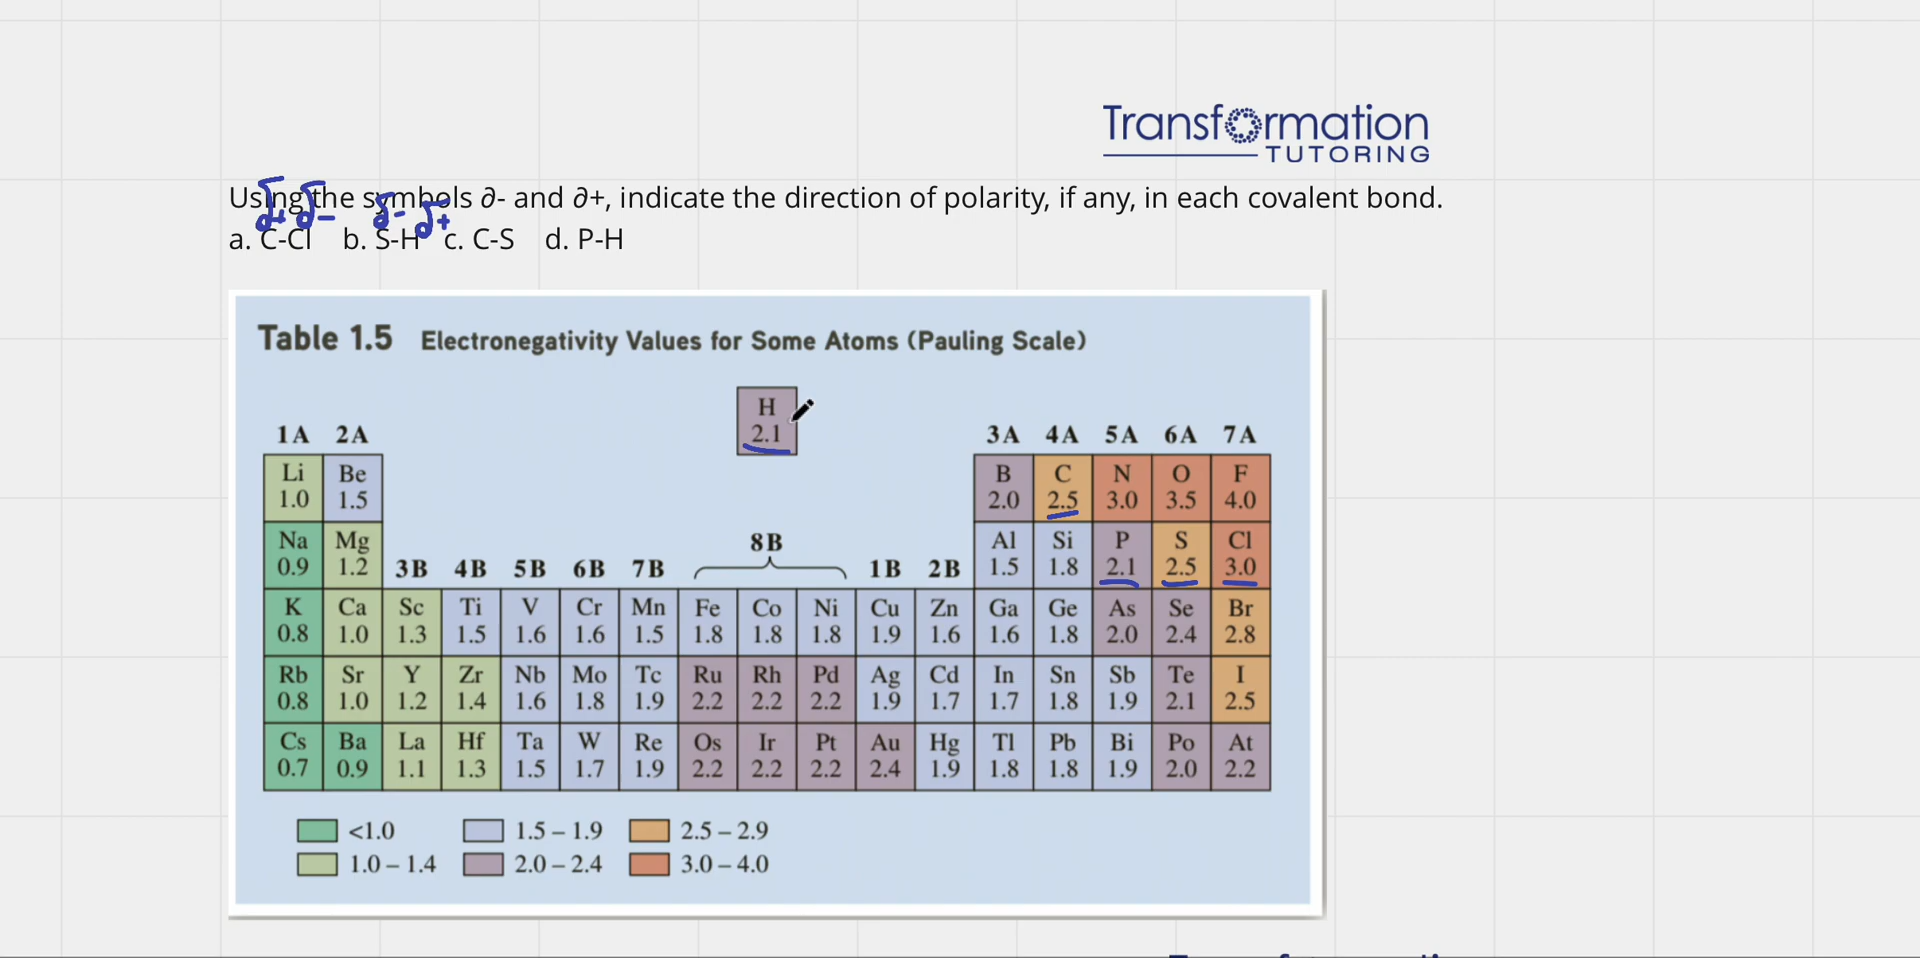 Transformation
TUTORING
Using the symbols ∂- and ∂+, indicate the direction of polarity, if any, in each covalent bond.
δ+ δ- δ- δ+
a. C-Cl b. S-H c. C-S d. P-H
Table 1.5 Electronegativity Values for Some Atoms (Pauling Scale)
H
2.1
1A 2A 3A 4A 5A 6A 7A
Li Be B C N O F
1.0 1.5 2.0 2.5 3.0 3.5 4.0
Na Mg Al Si P S Cl
0.9 1.2 1.5 1.8 2.1 2.5 3.0
3B 4B 5B 6B 7B 8B 1B 2B
K Ca Sc Ti V Cr Mn Fe Co Ni Cu Zn Ga Ge As Se Br
0.8 1.0 1.3 1.5 1.6 1.6 1.5 1.8 1.8 1.8 1.9 1.6 1.6 1.8 2.0 2.4 2.8
Rb Sr Y Zr Nb Mo Tc Ru Rh Pd Ag Cd In Sn Sb Te I
0.8 1.0 1.2 1.4 1.6 1.8 1.9 2.2 2.2 2.2 1.9 1.7 1.7 1.8 1.9 2.1 2.5
Cs Ba La Hf Ta W Re Os Ir Pt Au Hg Tl Pb Bi Po At
0.7 0.9 1.1 1.3 1.5 1.7 1.9 2.2 2.2 2.2 2.4 1.9 1.8 1.8 1.9 2.0 2.2
<1.0 1.5 – 1.9 2.5 – 2.9
1.0 – 1.4 2.0 – 2.4 3.0 – 4.0